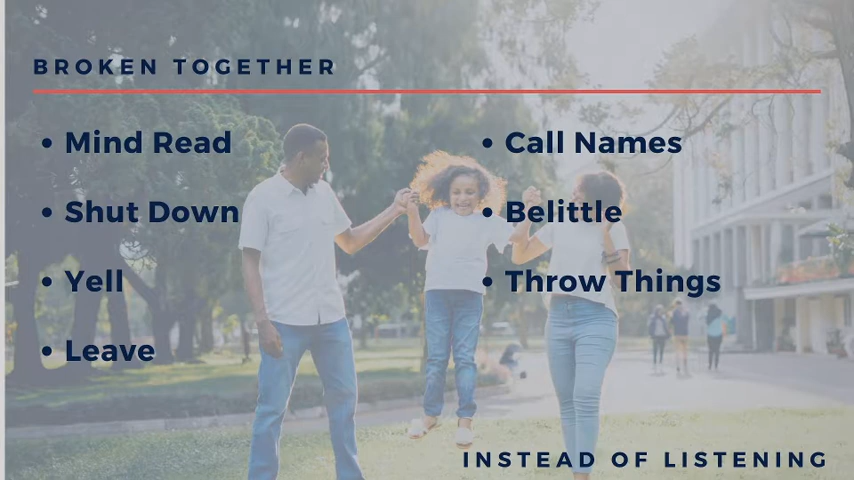 BROKEN TOGETHER
• Mind Read
• Shut Down
• Yell
• Leave
• Call Names
• Belittle
• Throw Things
INSTEAD OF LISTENING